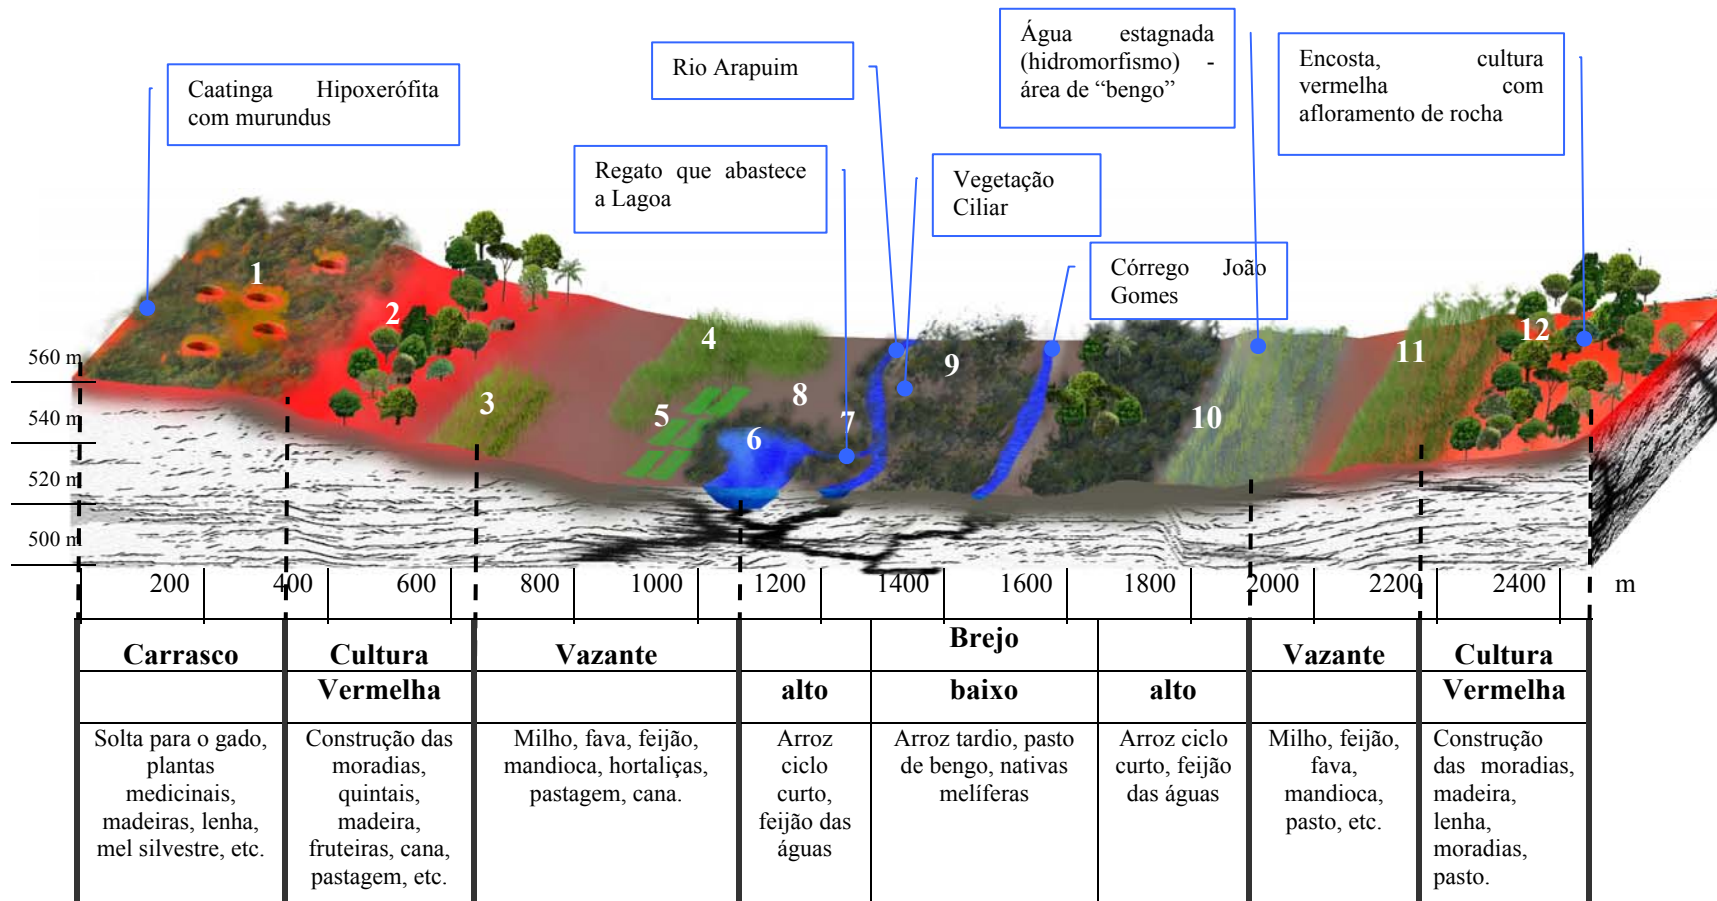 Água estagnada
(hidromorfismo) -
área de “bengo”
Rio Arapuim
Encosta, cultura
vermelha com
afloramento de rocha
Caatinga Hipoxerófita
com murundus
Regato que abastece
a Lagoa
Vegetação
Ciliar
Córrego João
Gomes
1
2
3
4
5
6
7
8
9
10
11
12
560 m
540 m
520 m
500 m
200 400 600 800 1000 1200 1400 1600 1800 2000 2200 2400 m
Carrasco
Cultura
Vermelha
Vazante
Brejo
alto
baixo
alto
Vazante
Cultura
Vermelha
Solta para o gado,
plantas
medicinais,
madeiras, lenha,
mel silvestre, etc.
Construção das
moradias,
quintais,
madeira,
fruteiras, cana,
pastagem, etc.
Milho, fava, feijão,
mandioca, hortaliças,
pastagem, cana.
Arroz
ciclo
curto,
feijão das
águas
Arroz tardio, pasto
de bengo, nativas
melíferas
Arroz ciclo
curto, feijão
das águas
Milho, feijão,
fava,
mandioca,
pasto, etc.
Construção
das moradias,
madeira,
lenha,
moradias,
pasto.